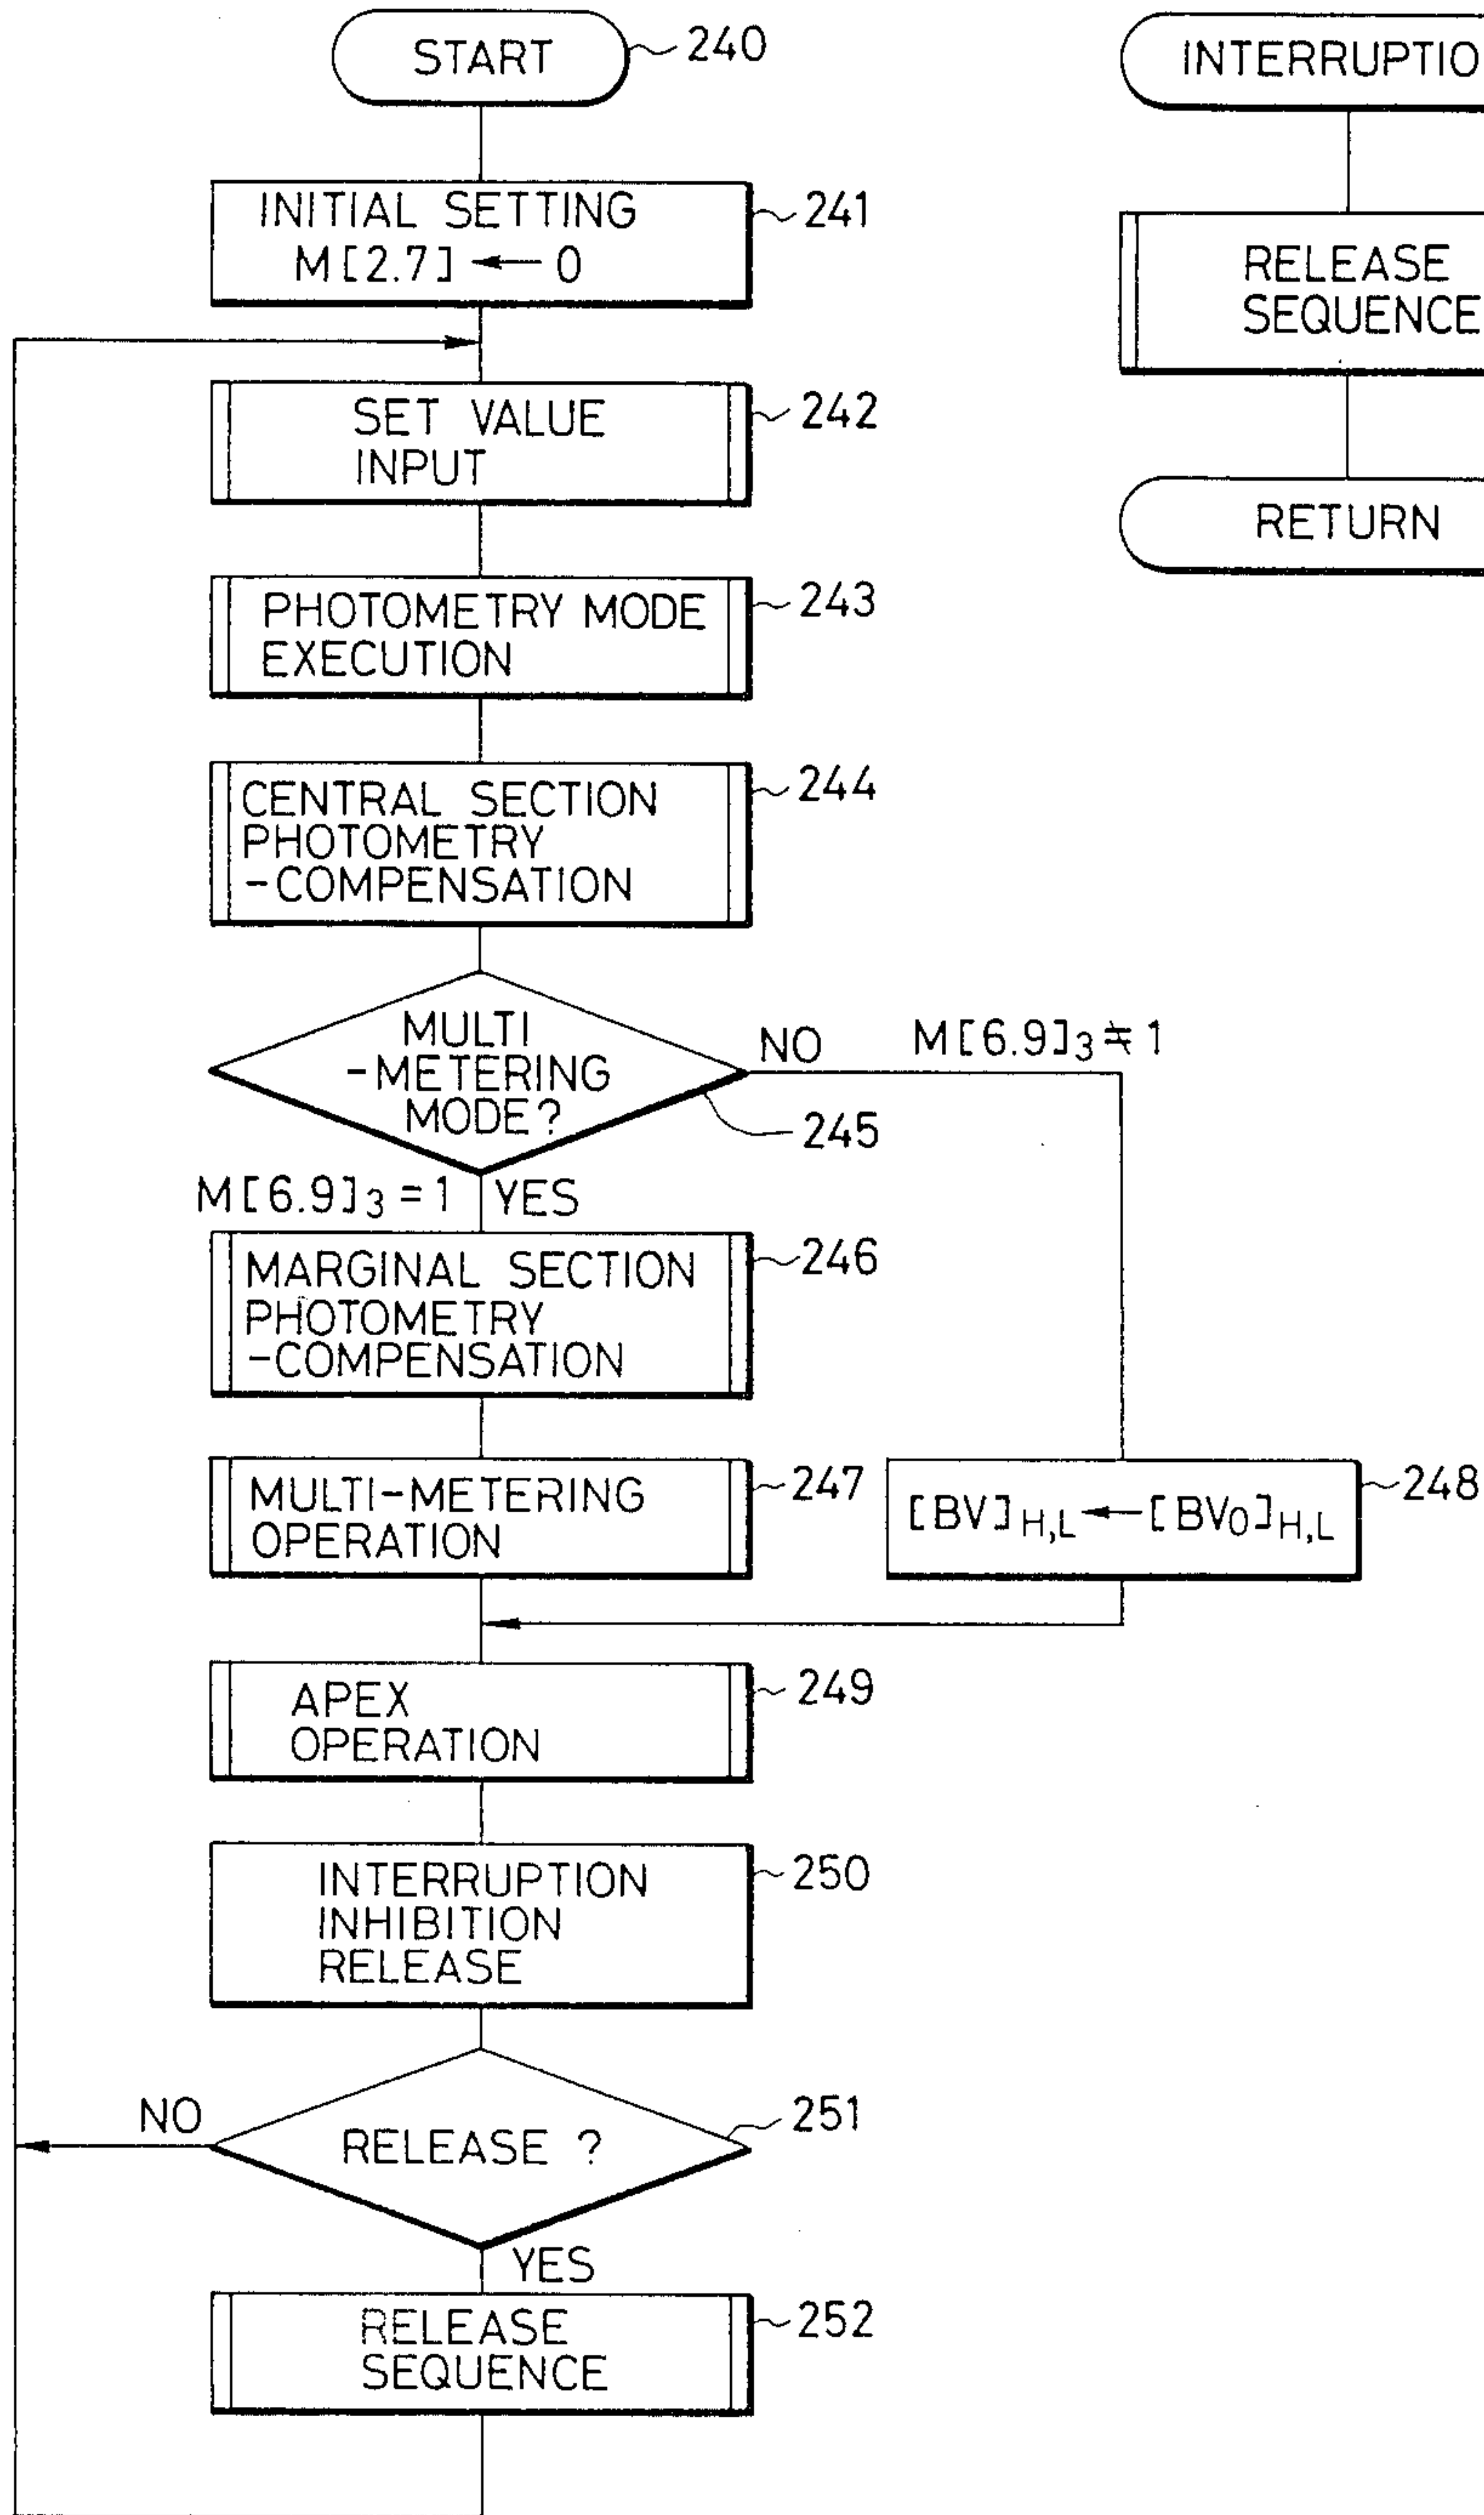 START
240
INITIAL SETTING
M[2.7] ← 0
241
SET VALUE
INPUT
242
PHOTOMETRY MODE
EXECUTION
243
CENTRAL SECTION
PHOTOMETRY
-COMPENSATION
244
MULTI
-METERING
MODE?
NO
M[6.9]₃ ≠ 1
245
M[6.9]₃ = 1
YES
MARGINAL SECTION
PHOTOMETRY
-COMPENSATION
246
MULTI-METERING
OPERATION
247
[BV]H,L ← [BV0]H,L
248
APEX
OPERATION
249
INTERRUPTION
INHIBITION
RELEASE
250
RELEASE ?
251
NO
YES
RELEASE
SEQUENCE
252
INTERRUPTIO
RELEASE
SEQUENCE
RETURN